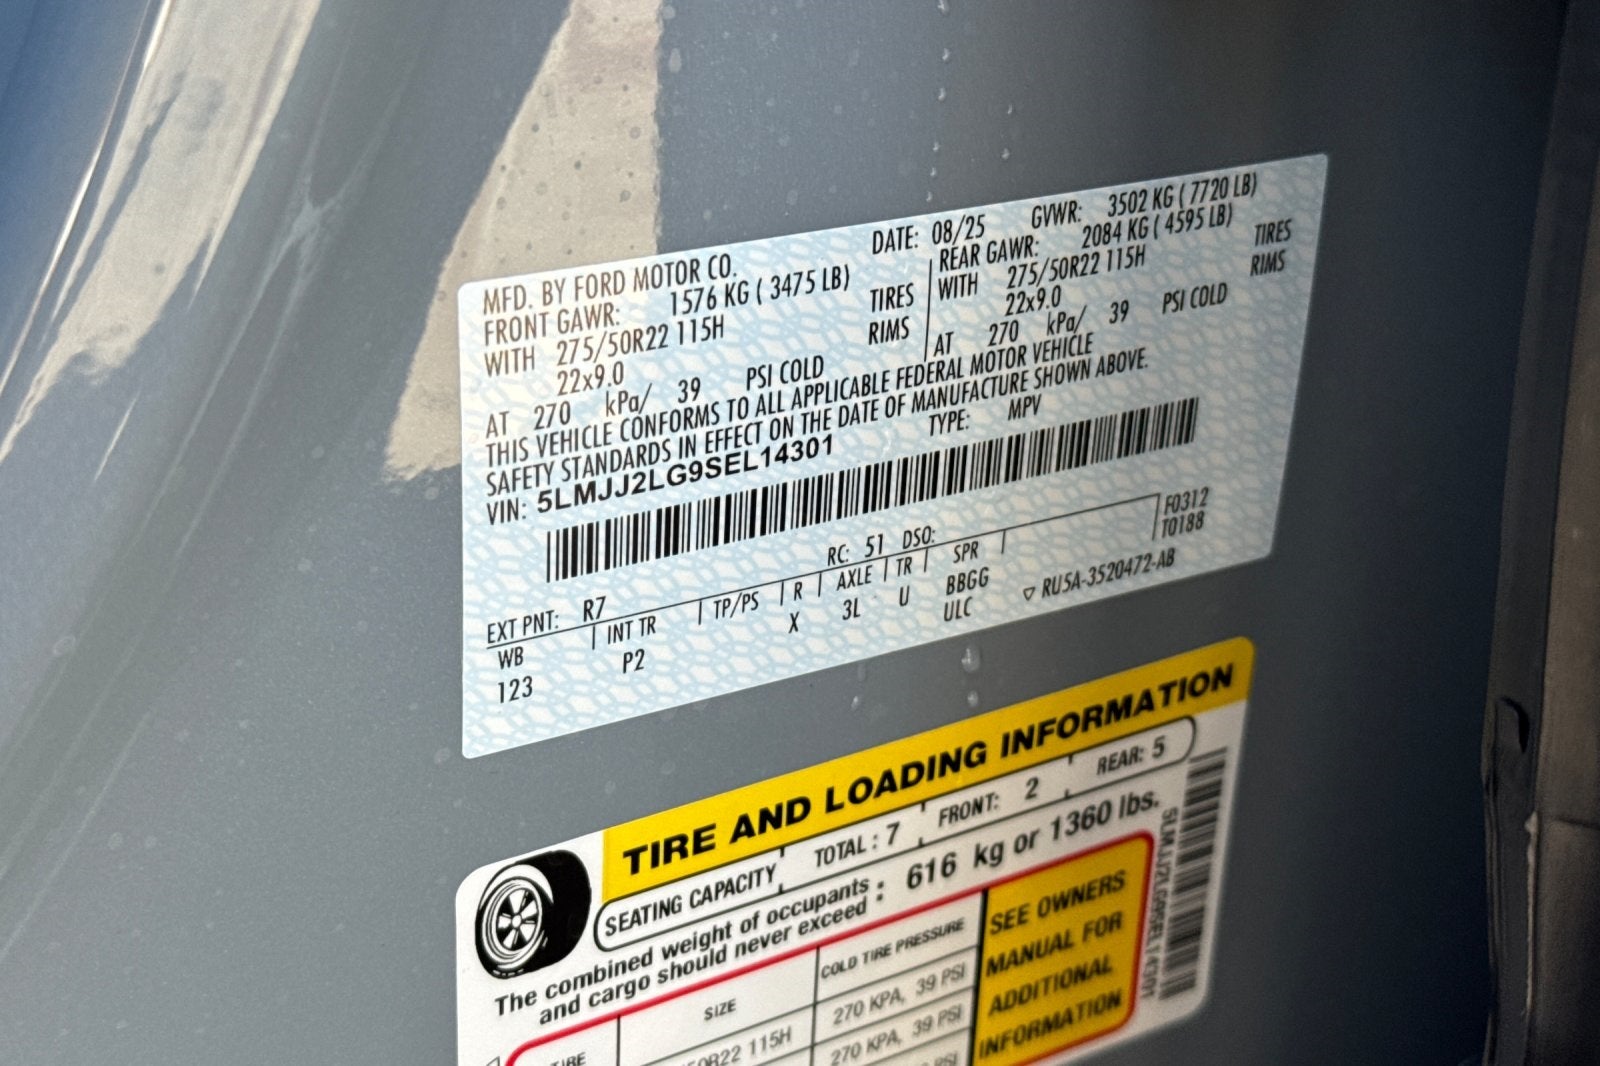 MFD. BY FORD MOTOR CO.
DATE: 08/25 GVWR: 3502 KG ( 7720 LB)
FRONT GAWR: 1576 KG ( 3475 LB)
WITH 275/50R22 115H TIRES
22x9.0 RIMS
AT 270 kPa/ 39 PSI COLD
REAR GAWR: 2084 KG ( 4595 LB)
WITH 275/50R22 115H TIRES
22x9.0 RIMS
AT 270 kPa/ 39 PSI COLD
THIS VEHICLE CONFORMS TO ALL APPLICABLE FEDERAL MOTOR VEHICLE
SAFETY STANDARDS IN EFFECT ON THE DATE OF MANUFACTURE SHOWN ABOVE.
VIN: 5LMJJ2LG9SEL14301 TYPE: MPV
F0312
T0188
EXT PNT: R7 RC: 51 DSO:
WB INT TR TP/PS R AXLE TR SPR
123 P2 X 3L U BBGG
ULC
▽ RU5A-3520472-AB
TIRE AND LOADING INFORMATION
SEATING CAPACITY TOTAL : 7 FRONT: 2 REAR: 5
The combined weight of occupants
and cargo should never exceed : 616 kg or 1360 lbs.
5LMJJ2LG9SEL14301
SIZE COLD TIRE PRESSURE
115H 270 KPA, 39 PSI
270 KPA, 39 PSI
PSI
SEE OWNERS
MANUAL FOR
ADDITIONAL
INFORMATION